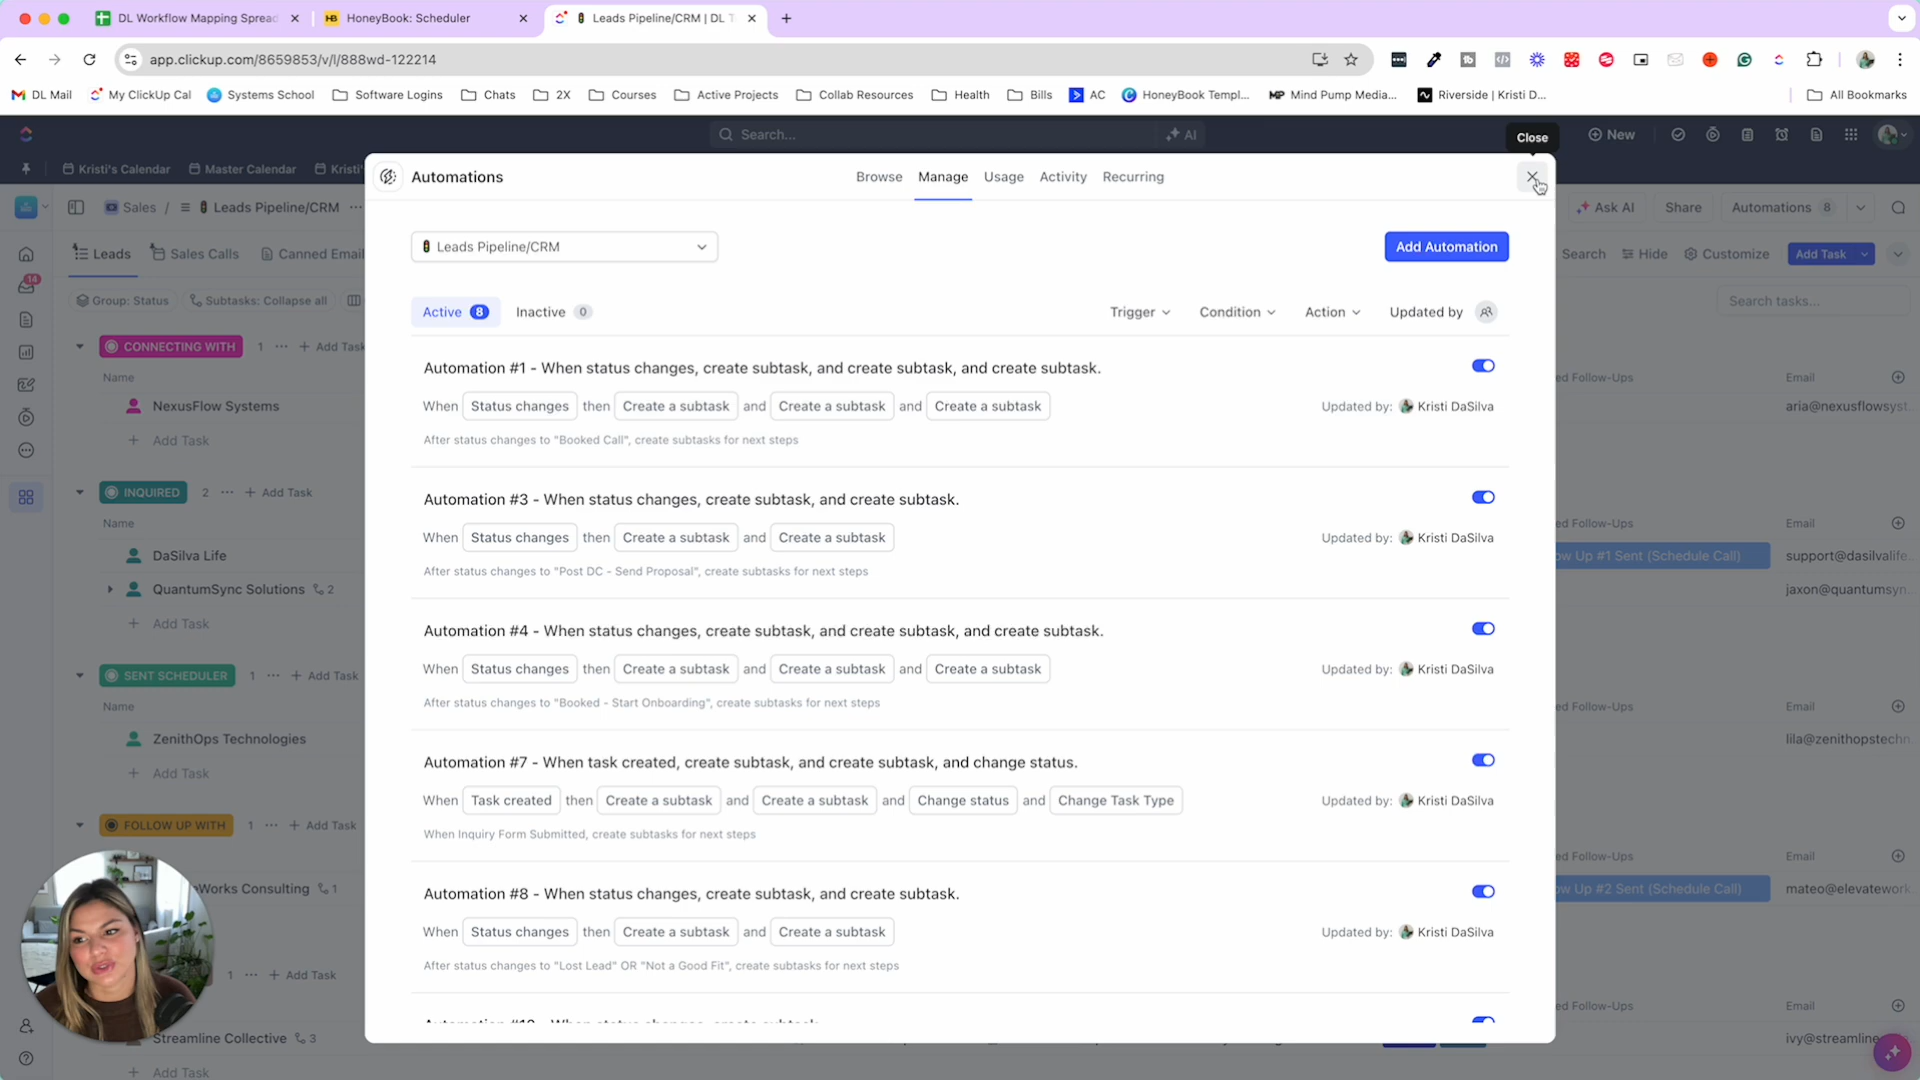 DL Workflow Mapping Spread
HoneyBook: Scheduler
Leads Pipeline/CRM | DL T
app.clickup.com/8659853/v/l/888wd-122214
DL Mail
My ClickUp Cal
Systems School
Software Logins
Chats
2X
Courses
Active Projects
Collab Resources
Health
Bills
AC
HoneyBook Templ...
Mind Pump Media...
Riverside | Kristi D...
All Bookmarks
Search...
AI
Close
New
Kristi's Calendar
Master Calendar
Kristi'
Automations
Browse
Manage
Usage
Activity
Recurring
Sales / Leads Pipeline/CRM
Ask AI
Share
Automations 8
Leads
Sales Calls
Canned Email
Leads Pipeline/CRM
Add Automation
Search
Hide
Customize
Add Task
14
Group: Status
Subtasks: Collapse all
Active 8
Inactive 0
Trigger
Condition
Action
Updated by
Search tasks...
CONNECTING WITH 1 ... + Add Task
Name
NexusFlow Systems
Add Task
Automation #1 - When status changes, create subtask, and create subtask, and create subtask.
When Status changes then Create a subtask and Create a subtask and Create a subtask
Updated by: Kristi DaSilva
After status changes to "Booked Call", create subtasks for next steps
ed Follow-Ups
Email
aria@nexusflowsyst...
INQUIRED 2 ... + Add Task
Name
DaSilva Life
QuantumSync Solutions 2
Add Task
Automation #3 - When status changes, create subtask, and create subtask.
When Status changes then Create a subtask and Create a subtask
Updated by: Kristi DaSilva
After status changes to "Post DC - Send Proposal", create subtasks for next steps
ed Follow-Ups
Email
ow Up #1 Sent (Schedule Call)
support@dasilvalife...
jaxon@quantumsyn...
SENT SCHEDULER 1 ... + Add Task
Name
ZenithOps Technologies
Add Task
Automation #4 - When status changes, create subtask, and create subtask, and create subtask.
When Status changes then Create a subtask and Create a subtask and Create a subtask
Updated by: Kristi DaSilva
After status changes to "Booked - Start Onboarding", create subtasks for next steps
ed Follow-Ups
Email
lila@zenithopstechn...
Automation #7 - When task created, create subtask, and create subtask, and change status.
When Task created then Create a subtask and Create a subtask and Change status and Change Task Type
Updated by: Kristi DaSilva
When Inquiry Form Submitted, create subtasks for next steps
FOLLOW UP WITH 1 ... + Add Task
eWorks Consulting 1
ed Follow-Ups
Email
ow Up #2 Sent (Schedule Call)
mateo@elevatework...
Automation #8 - When status changes, create subtask, and create subtask.
When Status changes then Create a subtask and Create a subtask
Updated by: Kristi DaSilva
After status changes to "Lost Lead" OR "Not a Good Fit", create subtasks for next steps
1 ... + Add Task
Streamline Collective 3
Add Task
ed Follow-Ups
Email
ivy@streamline